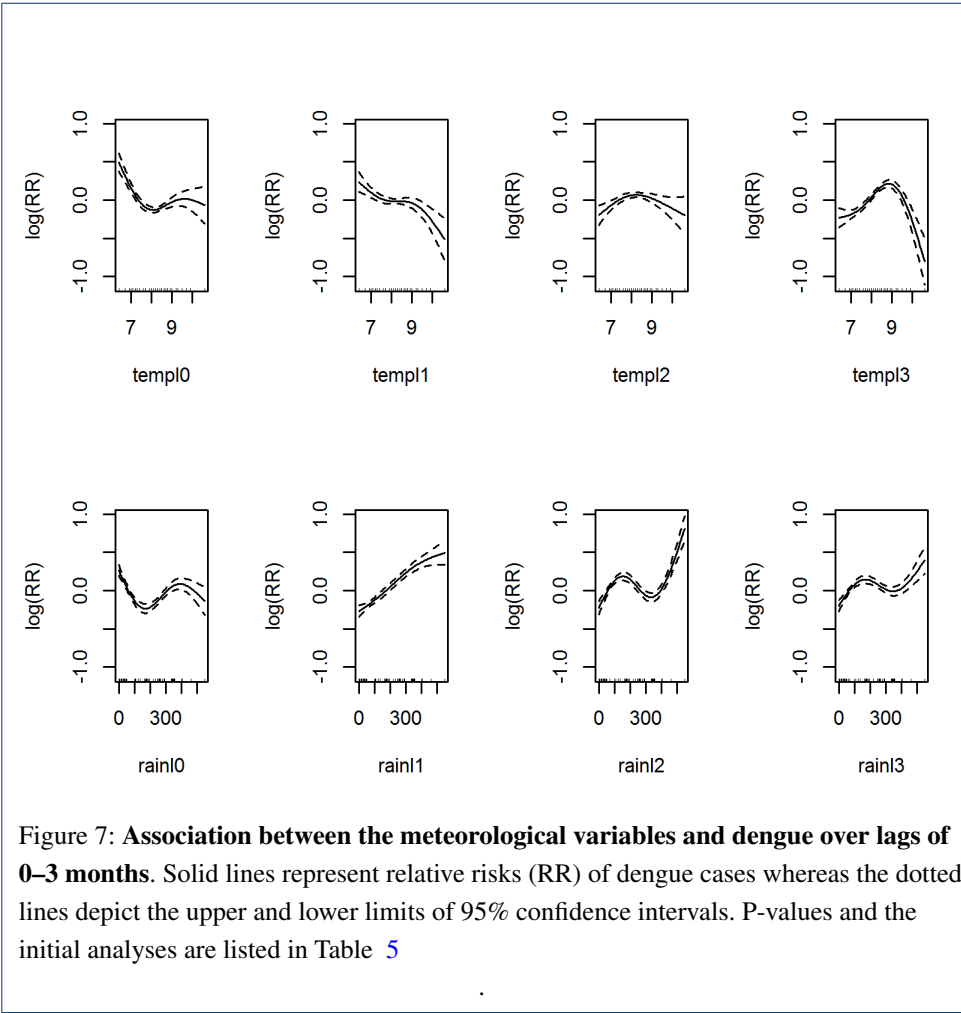 1.0 1.0 1.0 1.0
log(RR) log(RR) log(RR) log(RR)
0.0 0.0 0.0 0.0
-1.0 -1.0 -1.0 -1.0
7 9 7 9 7 9 7 9
templ0 templ1 templ2 templ3
1.0 1.0 1.0 1.0
log(RR) log(RR) log(RR) log(RR)
0.0 0.0 0.0 0.0
-1.0 -1.0 -1.0 -1.0
0 300 0 300 0 300 0 300
rainl0 rainl1 rainl2 rainl3
Figure 7: Association between the meteorological variables and dengue over lags of
0–3 months. Solid lines represent relative risks (RR) of dengue cases whereas the dotted
lines depict the upper and lower limits of 95% confidence intervals. P-values and the
initial analyses are listed in Table 5
.